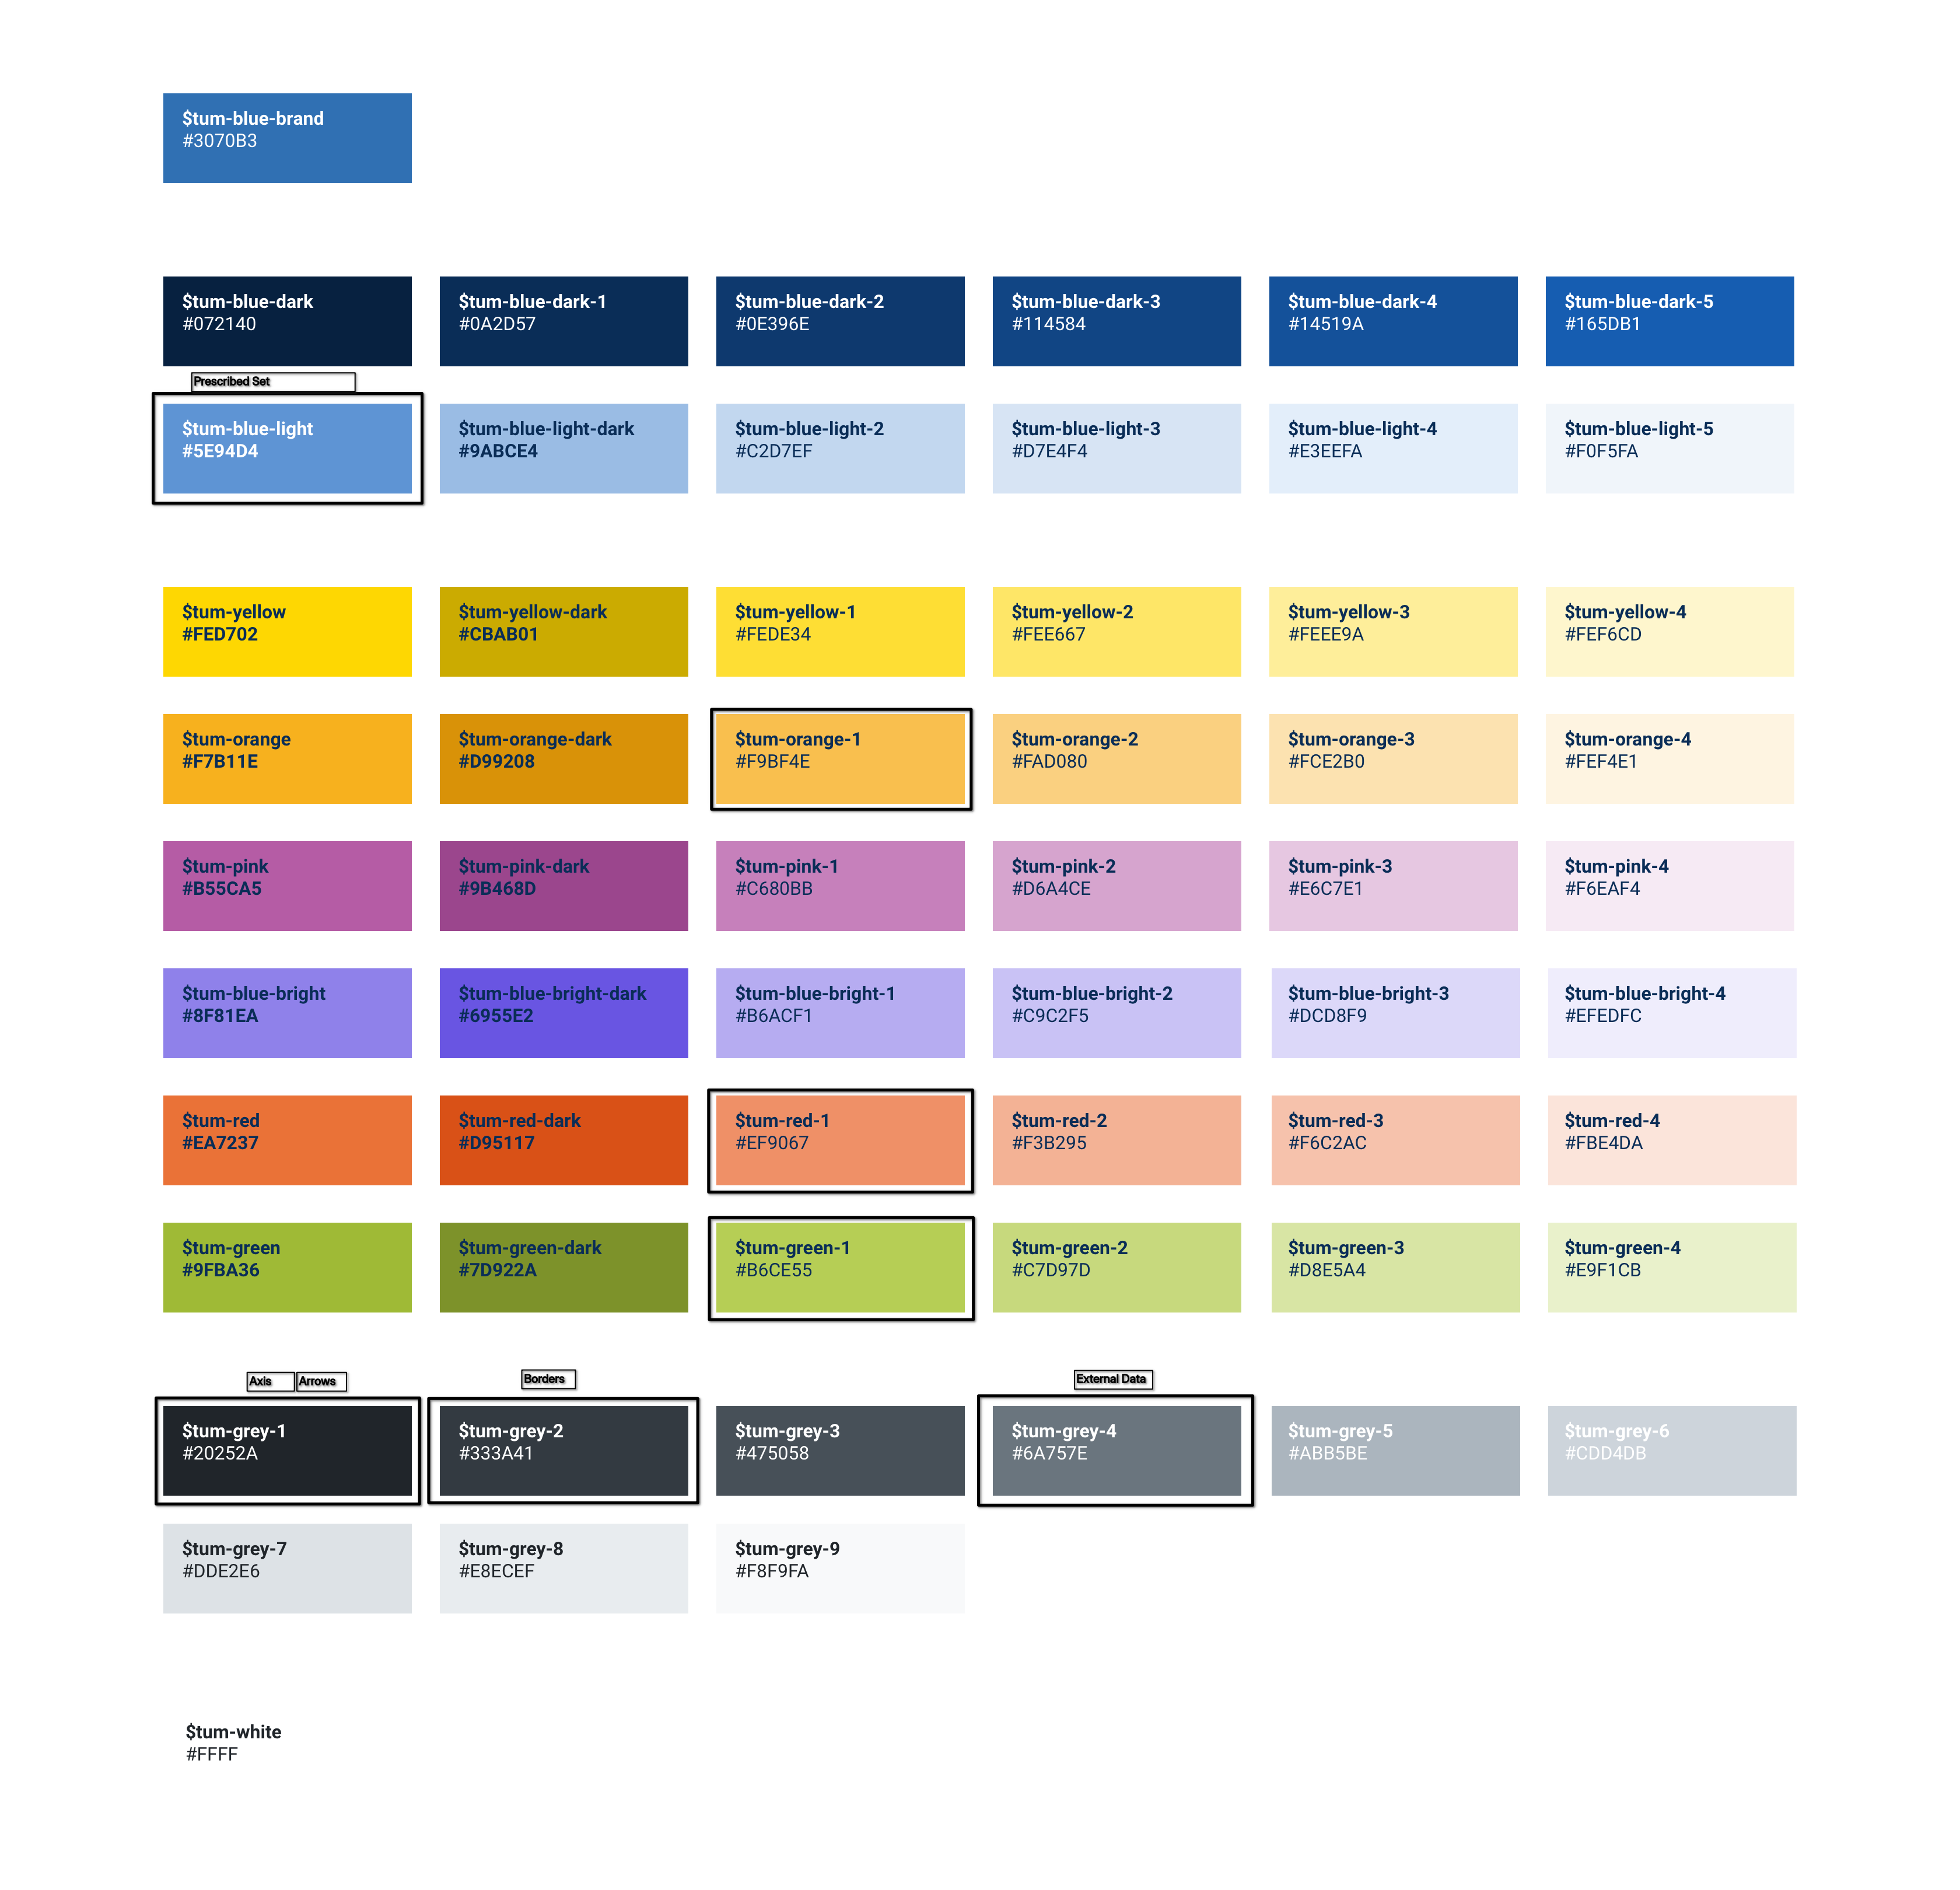 $tum-blue-brand
#3070B3
$tum-blue-dark
#072140
$tum-blue-dark-1
#0A2D57
$tum-blue-dark-2
#0E396E
$tum-blue-dark-3
#114584
$tum-blue-dark-4
#14519A
$tum-blue-dark-5
#165DB1
Prescribed Set
$tum-blue-light
#5E94D4
$tum-blue-light-dark
#9ABCE4
$tum-blue-light-2
#C2D7EF
$tum-blue-light-3
#D7E4F4
$tum-blue-light-4
#E3EEFA
$tum-blue-light-5
#F0F5FA
$tum-yellow
#FED702
$tum-yellow-dark
#CBAB01
$tum-yellow-1
#FEDE34
$tum-yellow-2
#FEE667
$tum-yellow-3
#FEEE9A
$tum-yellow-4
#FEF6CD
$tum-orange
#F7B11E
$tum-orange-dark
#D99208
$tum-orange-1
#F9BF4E
$tum-orange-2
#FAD080
$tum-orange-3
#FCE2B0
$tum-orange-4
#FEF4E1
$tum-pink
#B55CA5
$tum-pink-dark
#9B468D
$tum-pink-1
#C680BB
$tum-pink-2
#D6A4CE
$tum-pink-3
#E6C7E1
$tum-pink-4
#F6EAF4
$tum-blue-bright
#8F81EA
$tum-blue-bright-dark
#6955E2
$tum-blue-bright-1
#B6ACF1
$tum-blue-bright-2
#C9C2F5
$tum-blue-bright-3
#DCD8F9
$tum-blue-bright-4
#EFEDFC
$tum-red
#EA7237
$tum-red-dark
#D95117
$tum-red-1
#EF9067
$tum-red-2
#F3B295
$tum-red-3
#F6C2AC
$tum-red-4
#FBE4DA
$tum-green
#9FBA36
$tum-green-dark
#7D922A
$tum-green-1
#B6CE55
$tum-green-2
#C7D97D
$tum-green-3
#D8E5A4
$tum-green-4
#E9F1CB
Axis
Arrows
Borders
External Data
$tum-grey-1
#20252A
$tum-grey-2
#333A41
$tum-grey-3
#475058
$tum-grey-4
#6A757E
$tum-grey-5
#ABB5BE
$tum-grey-6
#CDD4DB
$tum-grey-7
#DDE2E6
$tum-grey-8
#E8ECEF
$tum-grey-9
#F8F9FA
$tum-white
#FFFF